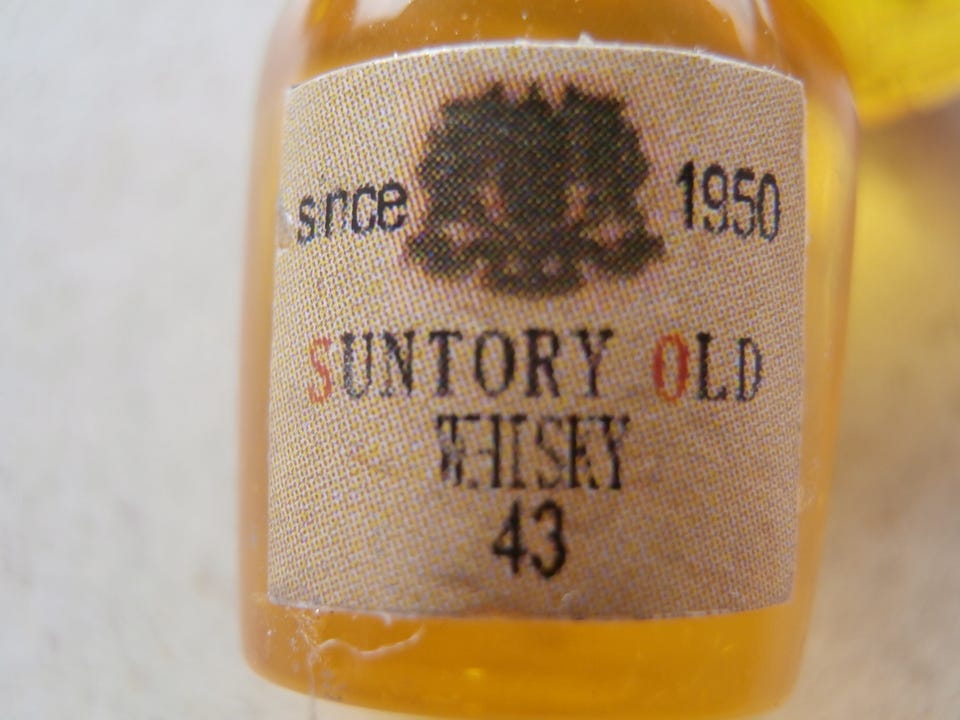 since 1950
SUNTORY OLD
WHISKY
43